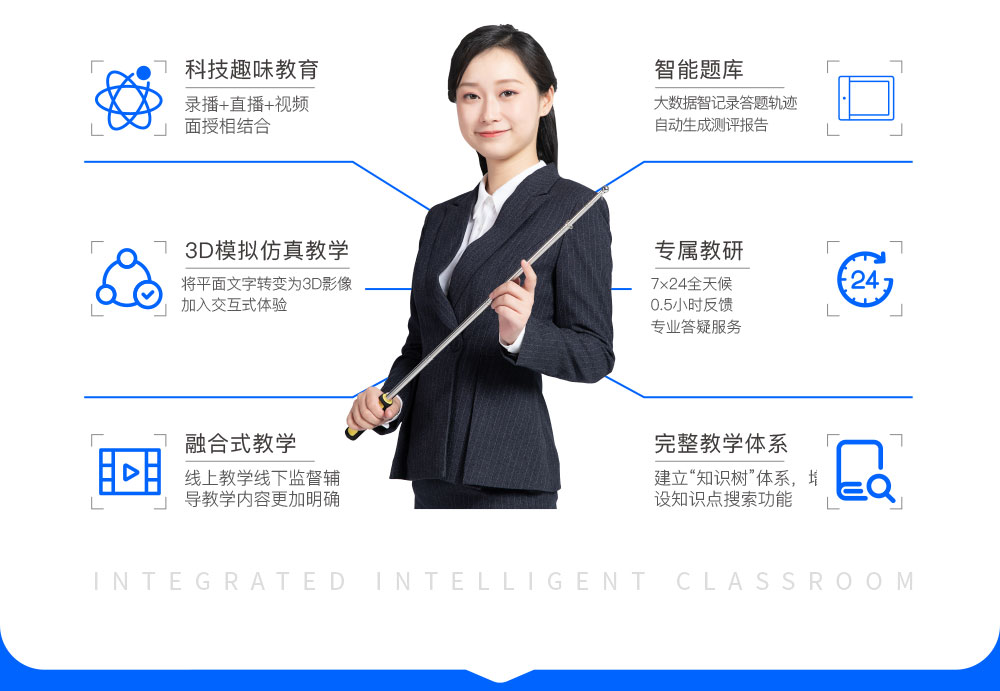 科技趣味教育
录播+直播+视频
面授相结合
智能题库
大数据智记录答题轨迹
自动生成测评报告
3D模拟仿真教学
将平面文字转变为3D影像
加入交互式体验
专属教研
7×24全天候
0.5小时反馈
专业答疑服务
24
融合式教学
线上教学线下监督辅
导教学内容更加明确
完整教学体系
建立“知识树”体系，
设知识点搜索功能
INTEGRATED INTELLIGENT CLASSROOM